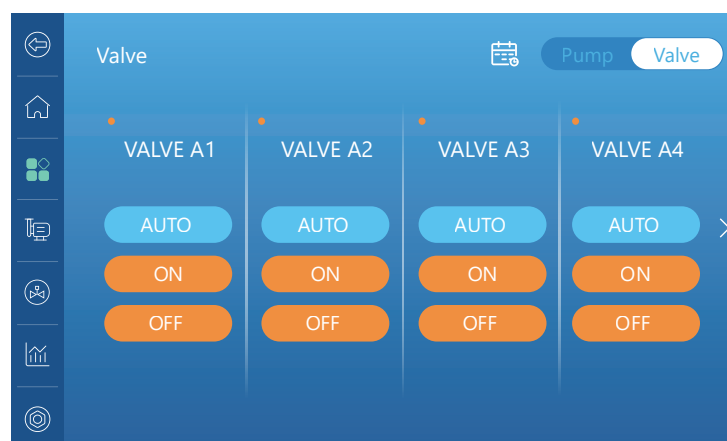 Valve
Pump Valve
VALVE A1 VALVE A2 VALVE A3 VALVE A4
AUTO AUTO AUTO AUTO
ON ON ON ON
OFF OFF OFF OFF